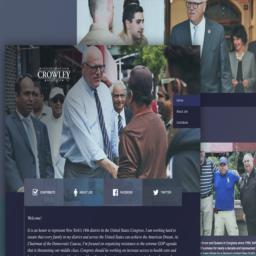 CROWLEY
Home
About Joe
Contribute
CONTRIBUTE
ABOUT JOE
FACEBOOK
TWITTER
Welcome!
It is an honor to represent New York's 14th district in the United States Congress. I am working hard to
ensure that every family in my district and across the United States can achieve the American Dream. As
Chairman of the Democratic Caucus, I'm focused on organizing resistance to the extreme GOP agenda
that is threatening our middle class. Congress should be working on increase access to health care and